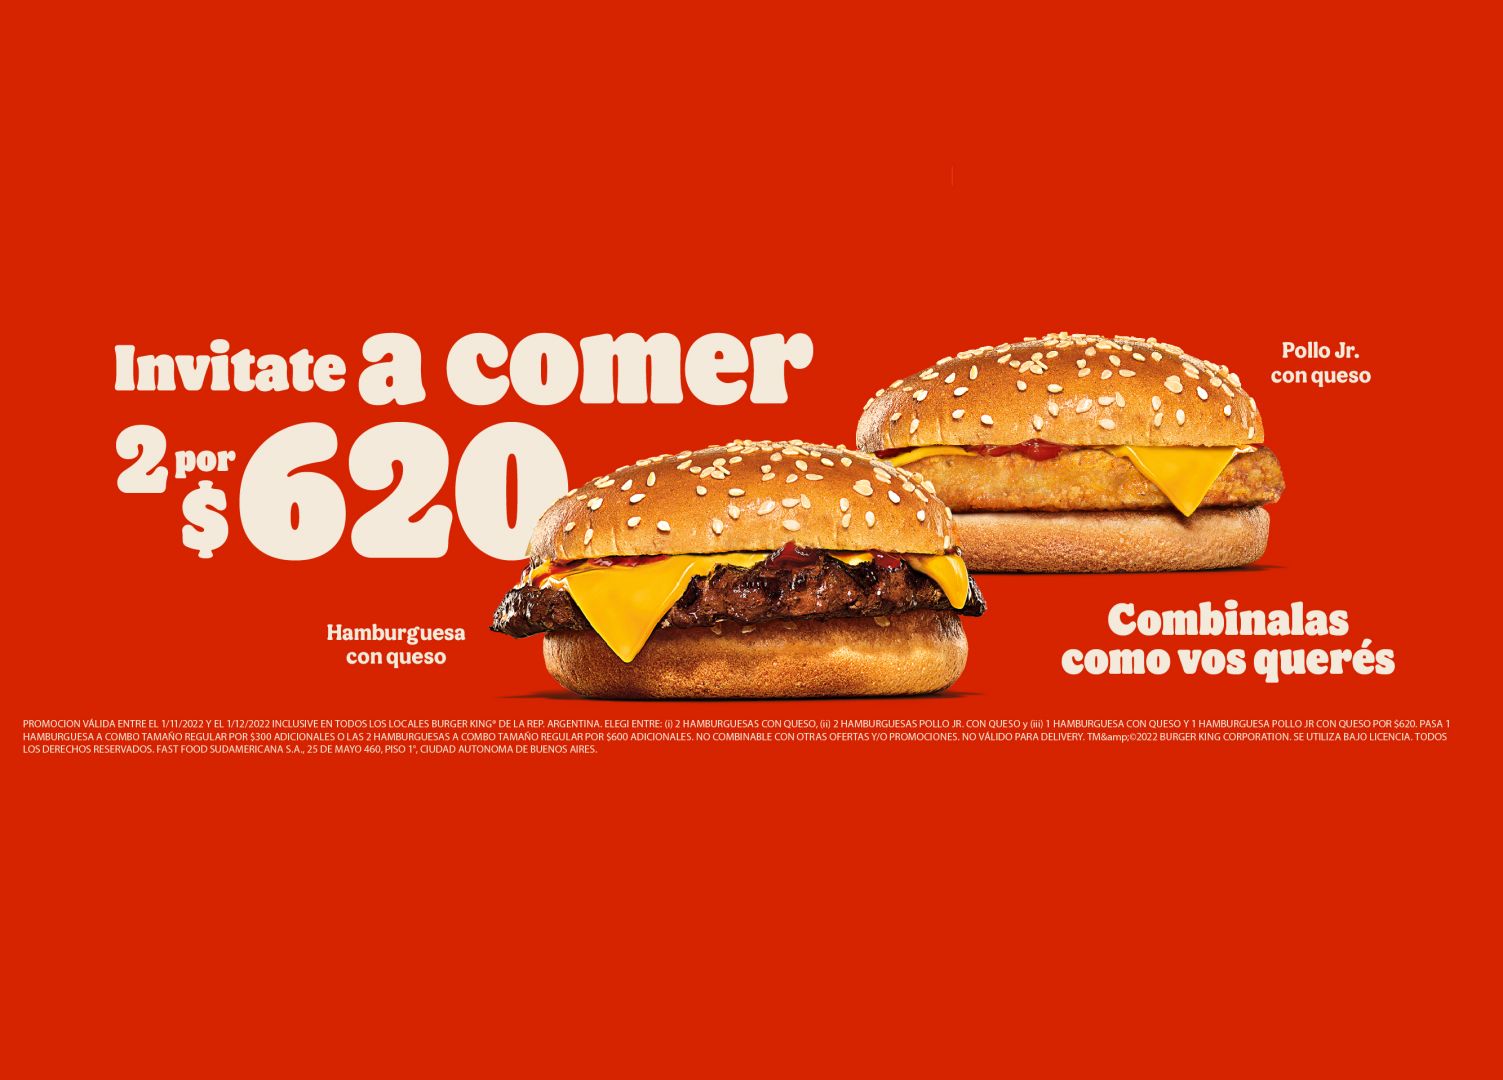 Invitate a comer
2 por
$620
Pollo Jr.
con queso
Hamburguesa
con queso
Combinalas
como vos querés
PROMOCION VÁLIDA ENTRE EL 1/11/2022 Y EL 1/12/2022 INCLUSIVE EN TODOS LOS LOCALES BURGER KING® DE LA REP. ARGENTINA. ELEGI ENTRE: (i) 2 HAMBURGUESAS CON QUESO, (ii) 2 HAMBURGUESAS POLLO JR. CON QUESO y (iii) 1 HAMBURGUESA CON QUESO Y 1 HAMBURGUESA POLLO JR CON QUESO POR $620. PASA 1
HAMBURGUESA A COMBO TAMAÑO REGULAR POR $300 ADICIONALES O LAS 2 HAMBURGUESAS A COMBO TAMAÑO REGULAR POR $600 ADICIONALES. NO COMBINABLE CON OTRAS OFERTAS Y/O PROMOCIONES. NO VÁLIDO PARA DELIVERY. TM&amp;©2022 BURGER KING CORPORATION. SE UTILIZA BAJO LICENCIA. TODOS
LOS DERECHOS RESERVADOS. FAST FOOD SUDAMERICANA S.A., 25 DE MAYO 460, PISO 1°, CIUDAD AUTONOMA DE BUENOS AIRES.